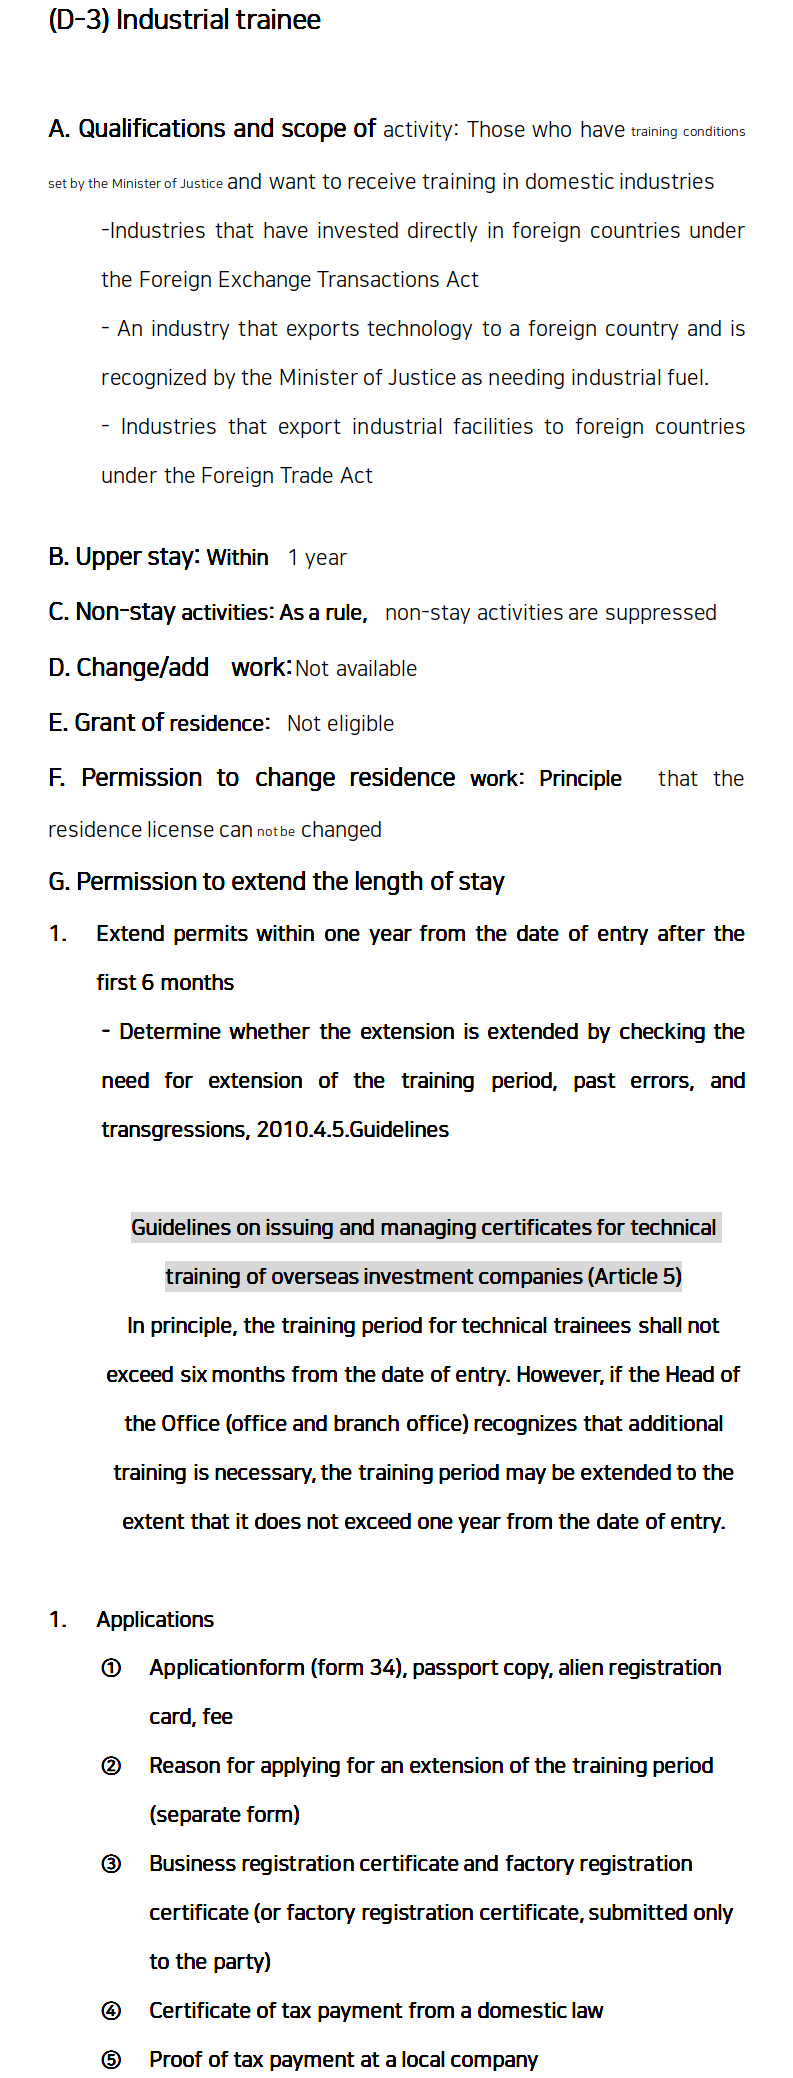 (D-3) Industrial trainee
A. Qualifications and scope of activity: Those who have training conditions
set by the Minister of Justice and want to receive training in domestic industries
-Industries that have invested directly in foreign countries under
the Foreign Exchange Transactions Act
- An industry that exports technology to a foreign country and is
recognized by the Minister of Justice as needing industrial fuel.
- Industries that export industrial facilities to foreign countries
under the Foreign Trade Act
B. Upper stay: Within 1 year
C. Non-stay activities: As a rule, non-stay activities are suppressed
D. Change/add work: Not available
E. Grant of residence: Not eligible
F. Permission to change residence work: Principle that the
residence license can not be changed
G. Permission to extend the length of stay
1. Extend permits within one year from the date of entry after the
first 6 months
- Determine whether the extension is extended by checking the
need for extension of the training period, past errors, and
transgressions, 2010.4.5.Guidelines
Guidelines on issuing and managing certificates for technical
training of overseas investment companies (Article 5)
In principle, the training period for technical trainees shall not
exceed six months from the date of entry. However, if the Head of
the Office (office and branch office) recognizes that additional
training is necessary, the training period may be extended to the
extent that it does not exceed one year from the date of entry.
1. Applications
① Applicationform (form 34), passport copy, alien registration
card, fee
② Reason for applying for an extension of the training period
(separate form)
③ Business registration certificate and factory registration
certificate (or factory registration certificate, submitted only
to the party)
④ Certificate of tax payment from a domestic law
⑤ Proof of tax payment at a local company